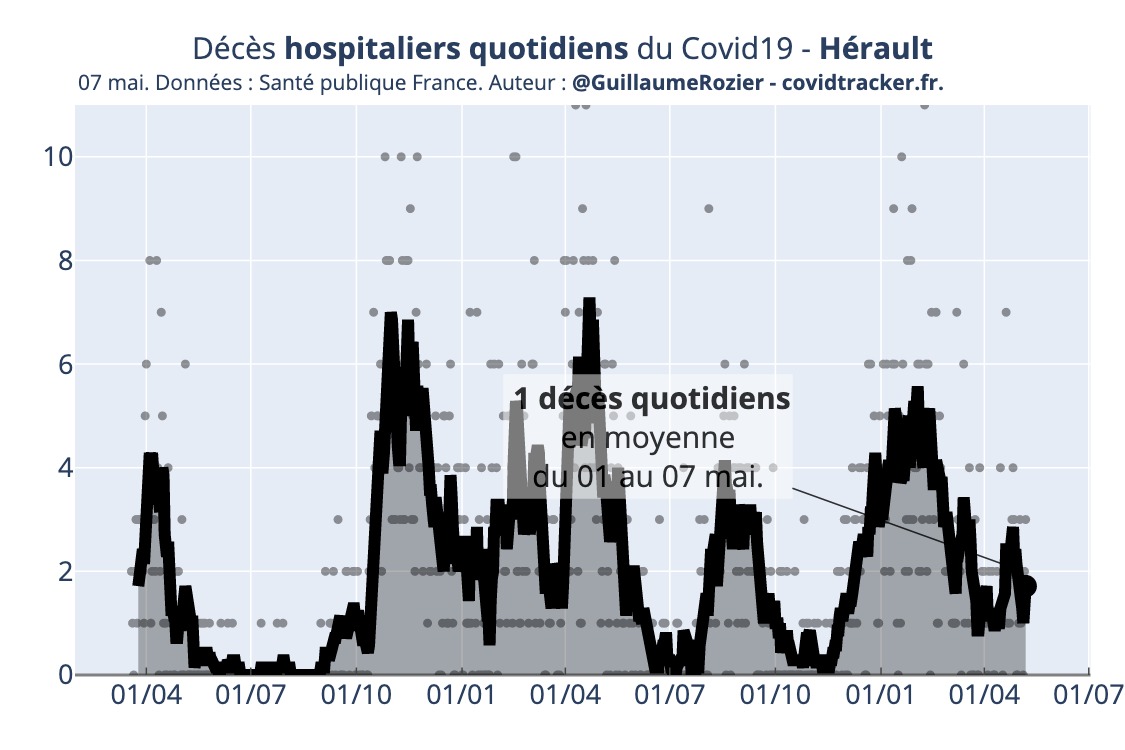 Décès hospitaliers quotidiens du Covid19 - Hérault
07 mai. Données : Santé publique France. Auteur : @GuillaumeRozier - covidtracker.fr.
10
8
6
4
2
0
1 décès quotidiens
en moyenne
du 01 au 07 mai.
01/04 01/07 01/10 01/01 01/04 01/07 01/10 01/01 01/04 01/07